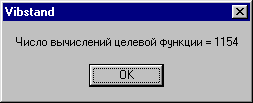 Vibstand
Число вычислений целевой функции = 1154
OK